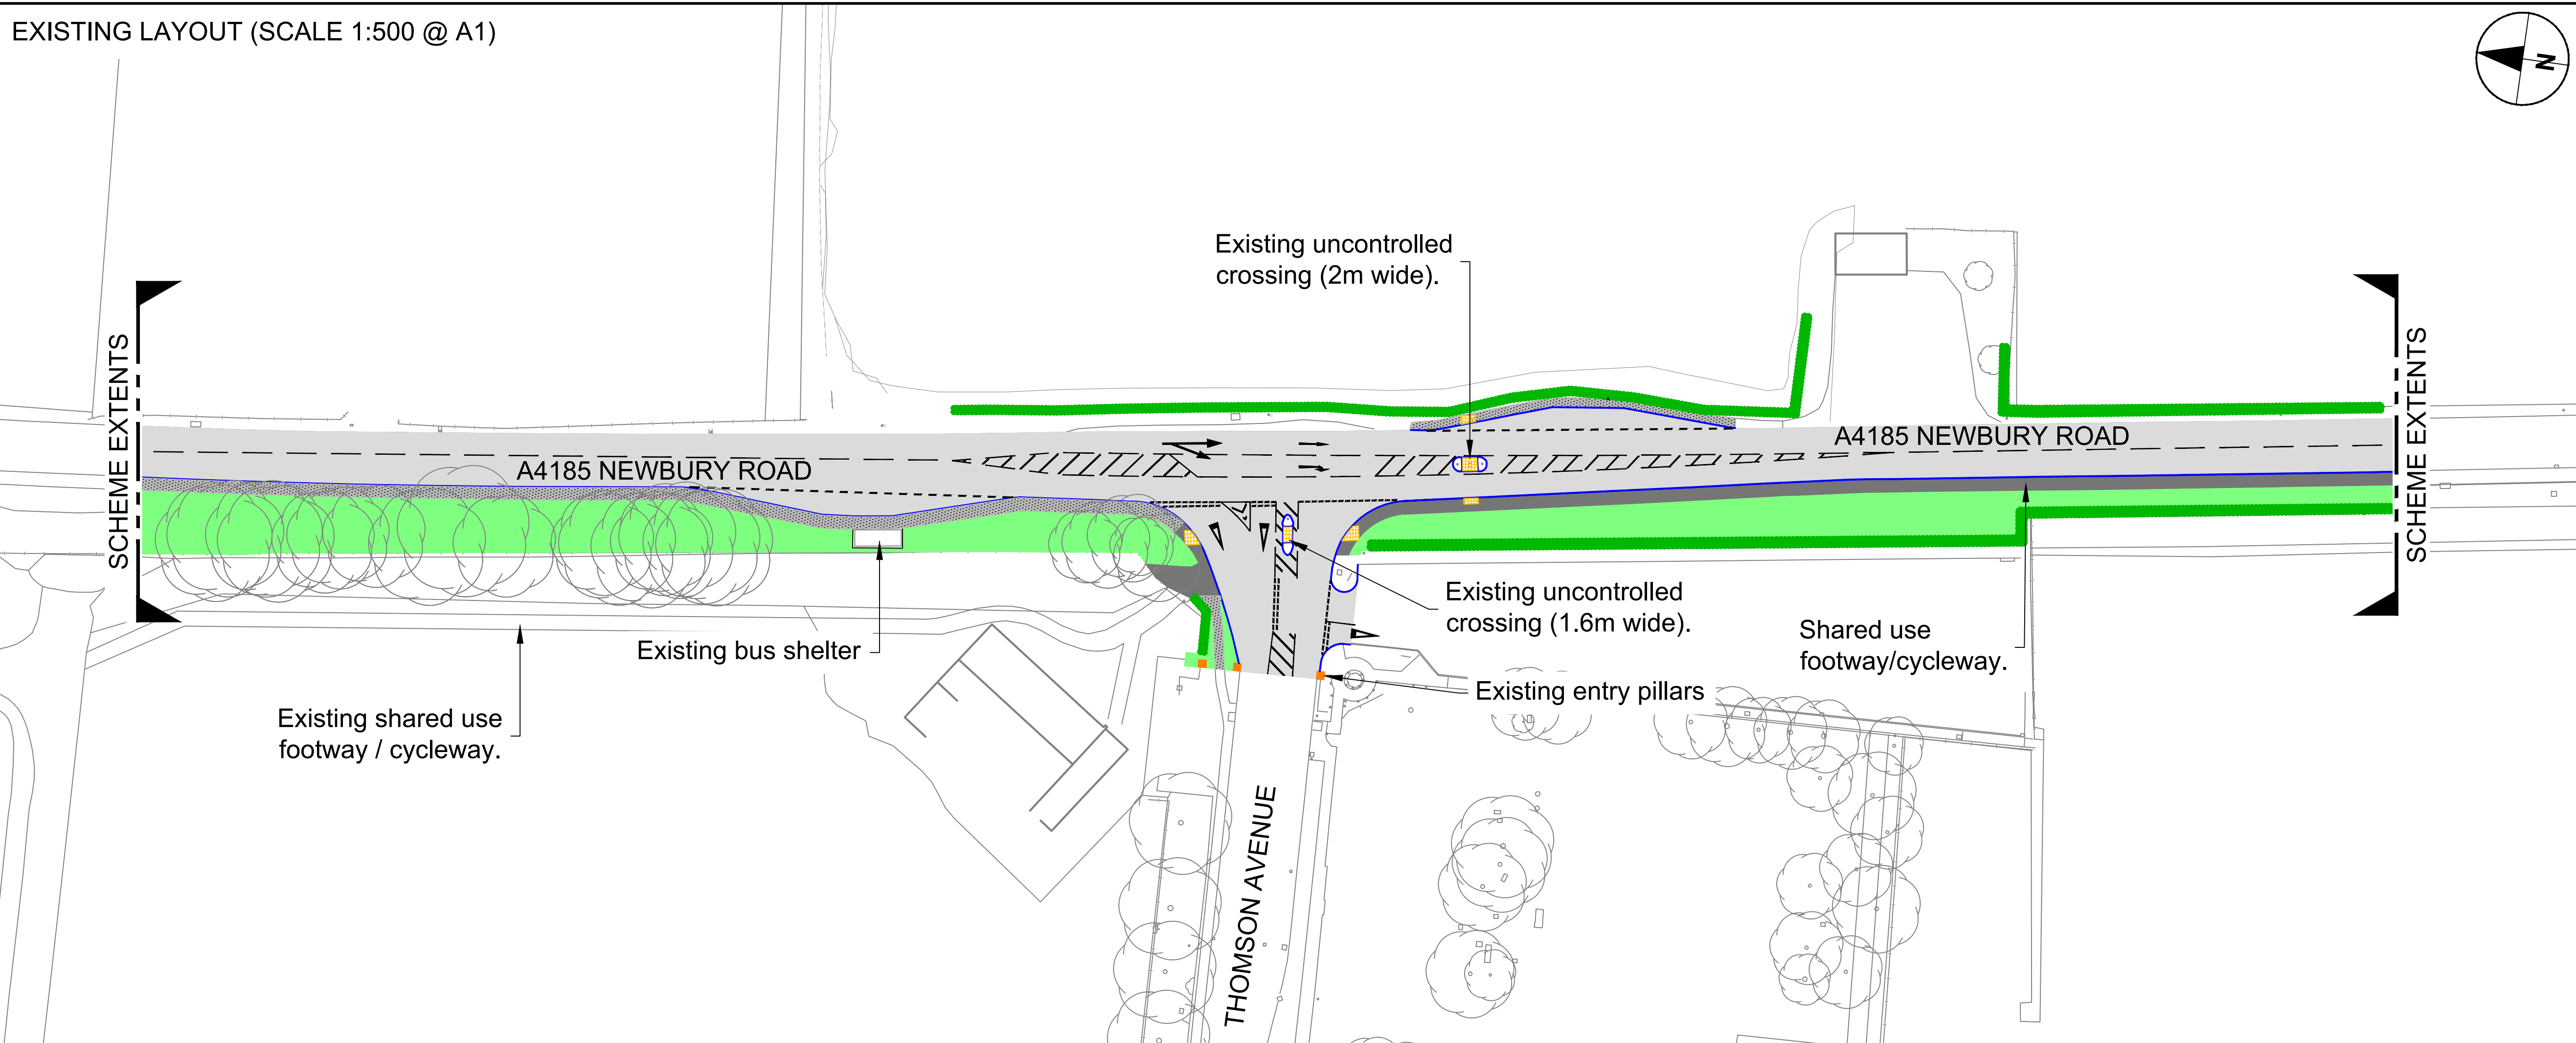 EXISTING LAYOUT (SCALE 1:500 @ A1)
N
Existing uncontrolled
crossing (2m wide).
SCHEME EXTENTS
A4185 NEWBURY ROAD
A4185 NEWBURY ROAD
SCHEME EXTENTS
Existing uncontrolled
crossing (1.6m wide).
Shared use
footway/cycleway.
Existing bus shelter
Existing entry pillars
Existing shared use
footway / cycleway.
THOMSON AVENUE